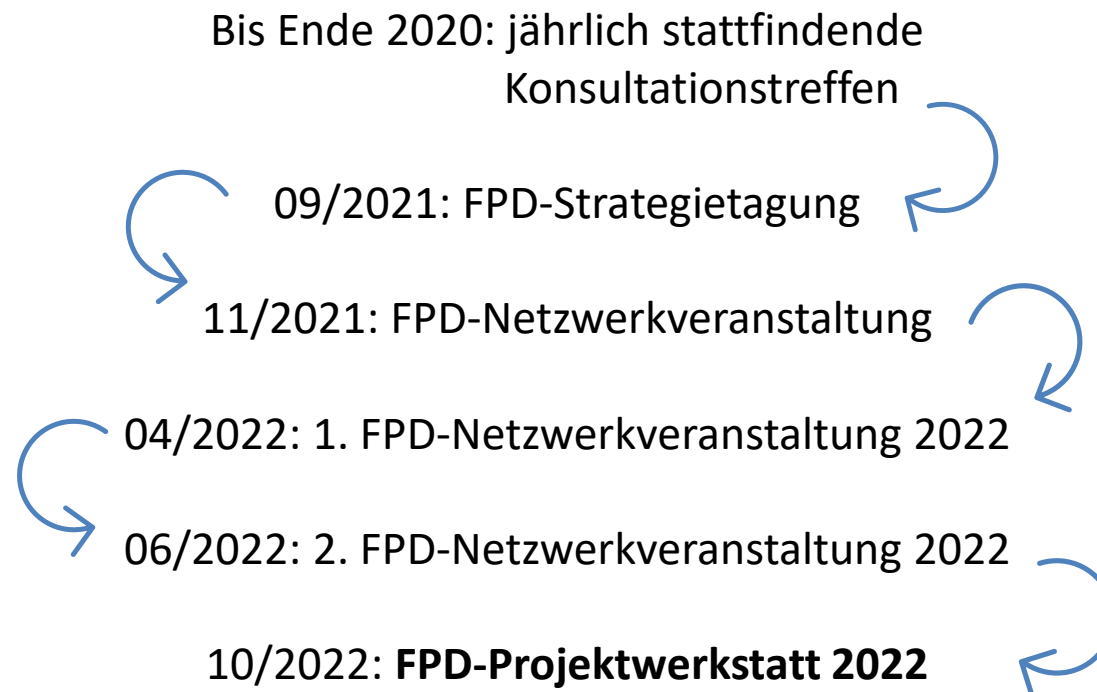 Bis Ende 2020: jährlich stattfindende
Konsultationstreffen
09/2021: FPD-Strategietagung
11/2021: FPD-Netzwerkveranstaltung
04/2022: 1. FPD-Netzwerkveranstaltung 2022
06/2022: 2. FPD-Netzwerkveranstaltung 2022
10/2022: FPD-Projektwerkstatt 2022